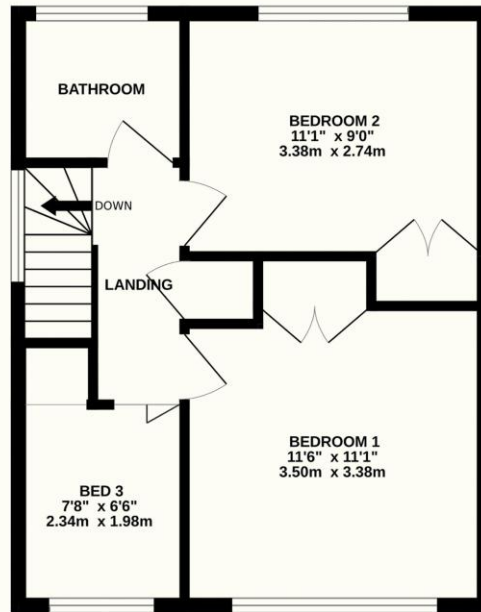 BATHROOM
BEDROOM 2
11'1" x 9'0"
3.38m x 2.74m
DOWN
LANDING
BEDROOM 1
11'6" x 11'1"
3.50m x 3.38m
BED 3
7'8" x 6'6"
2.34m x 1.98m